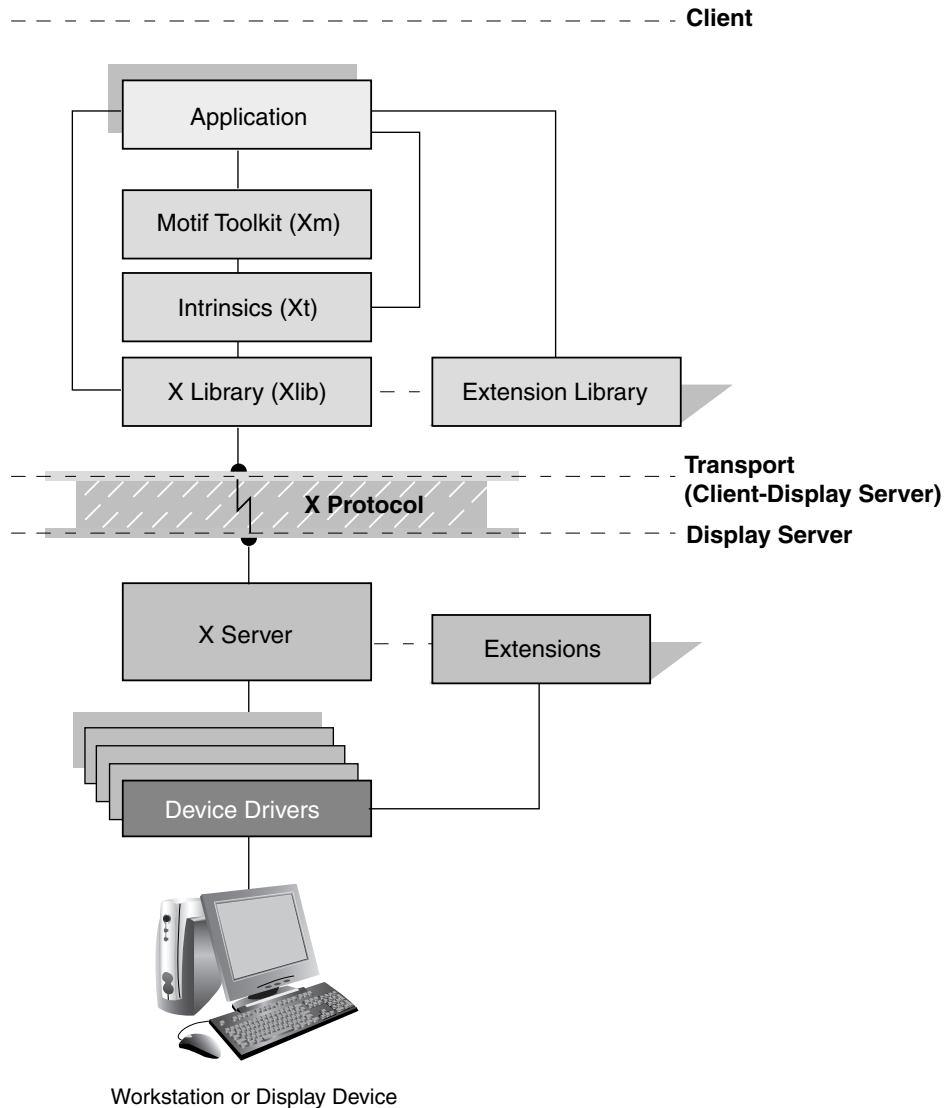 Client
Application
Motif Toolkit (Xm)
Intrinsics (Xt)
X Library (Xlib)
Extension Library
Transport
(Client-Display Server)
X Protocol
Display Server
X Server
Extensions
Device Drivers
Workstation or Display Device